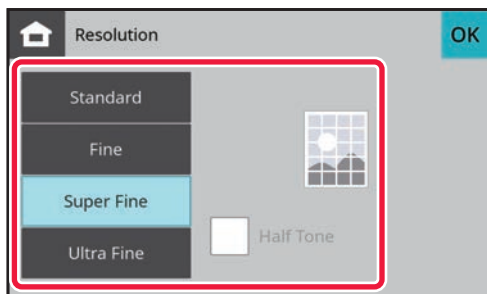 Resolution
OK
Standard
Fine
Super Fine
Half Tone
Ultra Fine